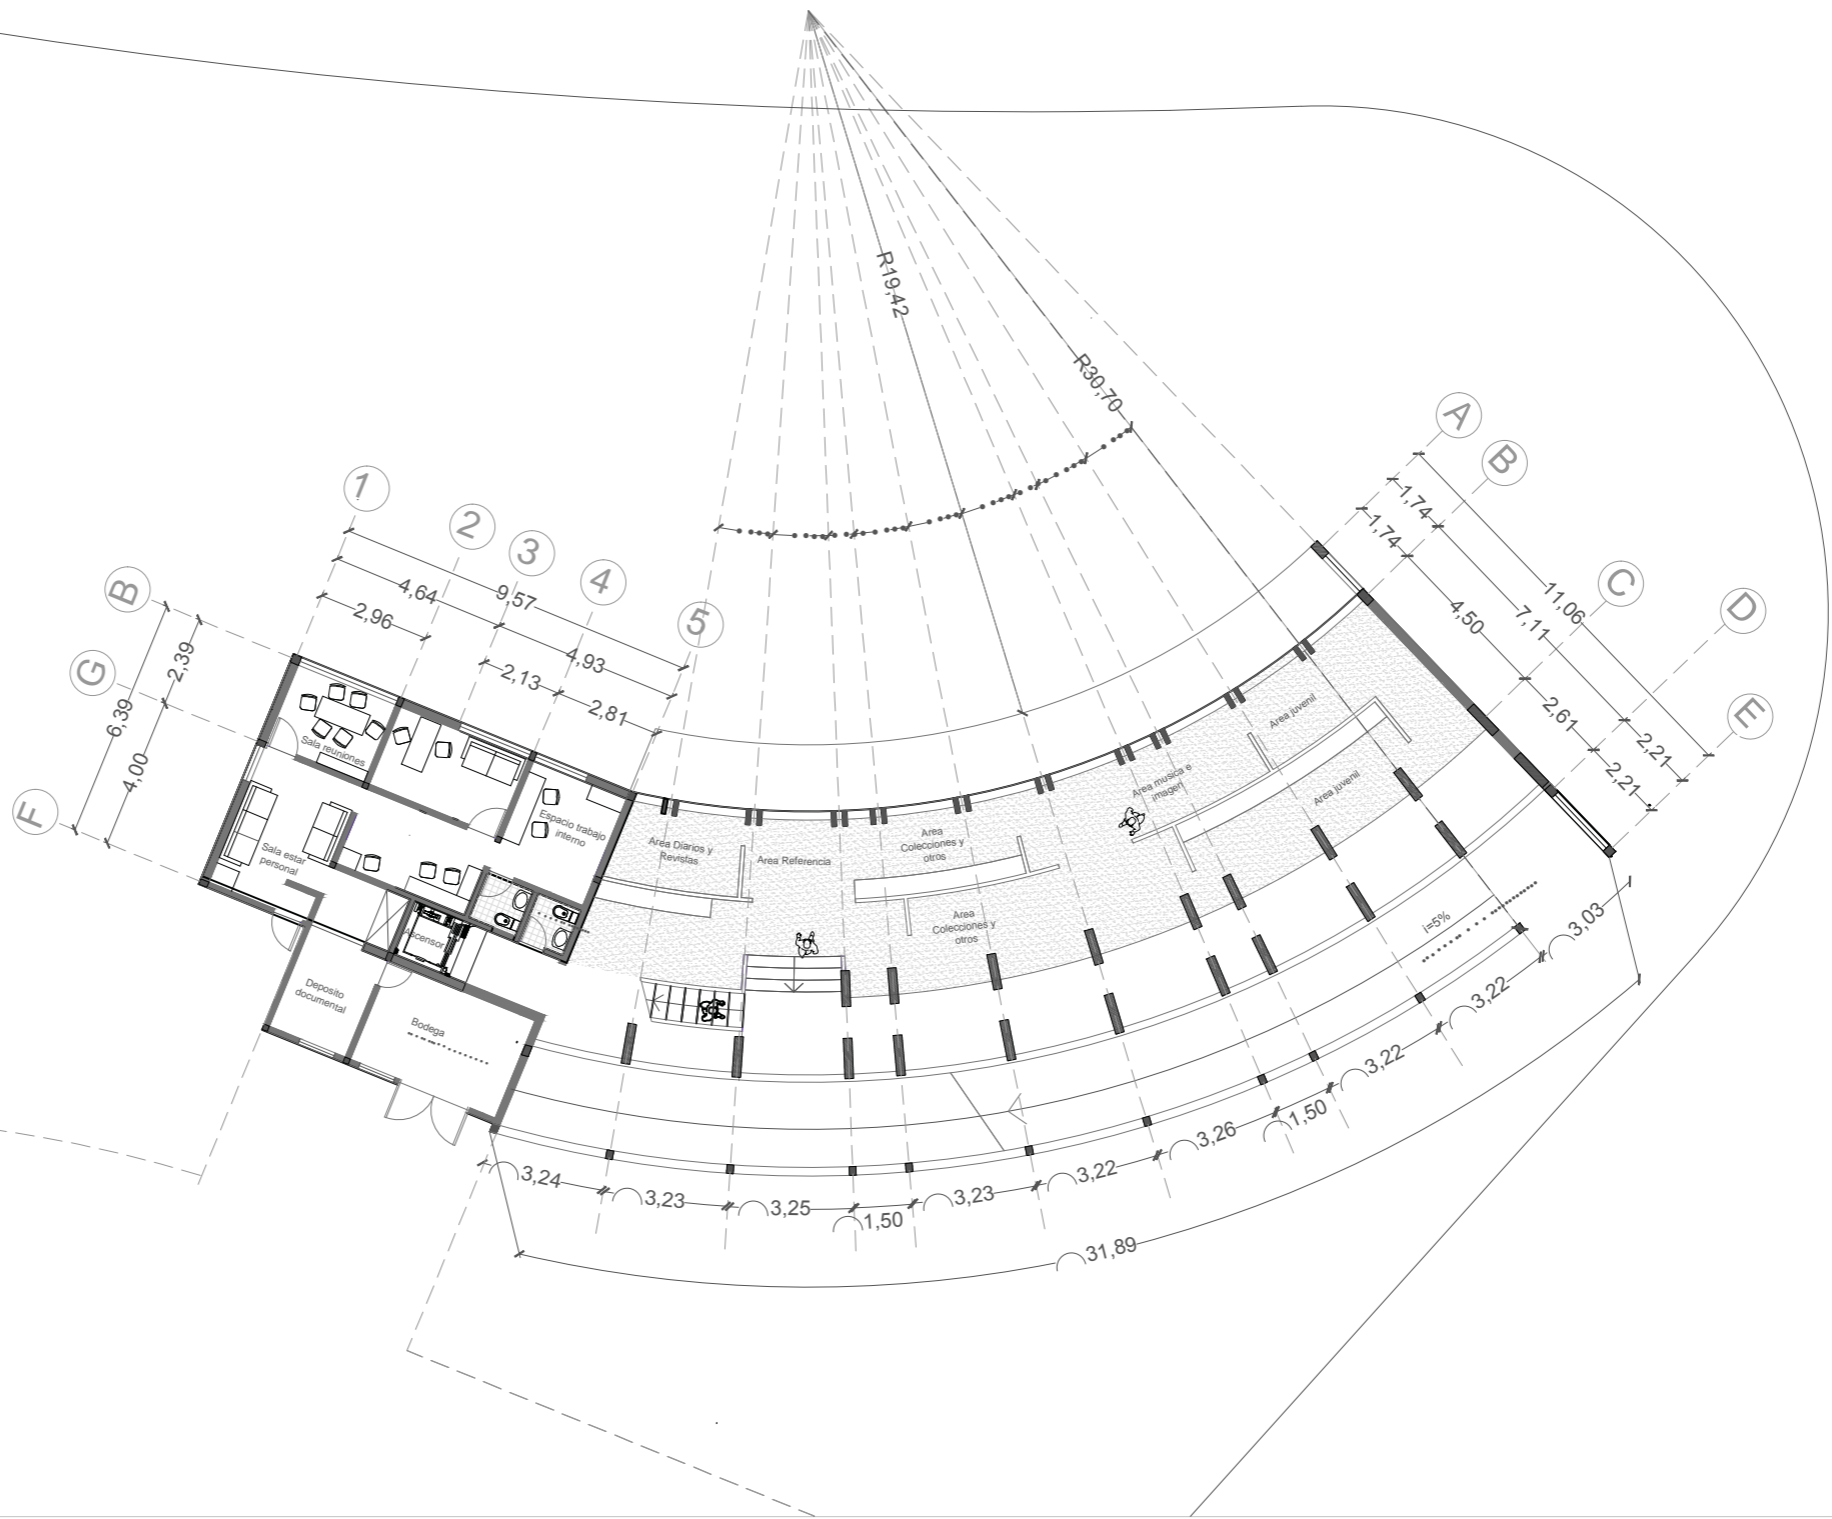 R19,42
R30,70
A
B
C
D
E
1,74
1,74
11,06
4,50
7,11
2,61
2,21
2,21
1
2
3
4
5
B
G
F
9,57
4,64
2,96
4,93
2,13
2,81
2,39
6,39
4,00
Sala reuniones
Espacio trabajo
interno
Sala estar
personal
Ascensor
Deposito
documental
Bodega
Area Diarios y
Revistas
Area Referencia
Area
Colecciones y
otros
Area
Colecciones y
otros
Area musica e
imagen
Area juvenil
Area juvenil
i=5%
3,24
3,23
3,25
1,50
3,23
3,22
3,26
1,50
3,22
3,22
3,03
31,89